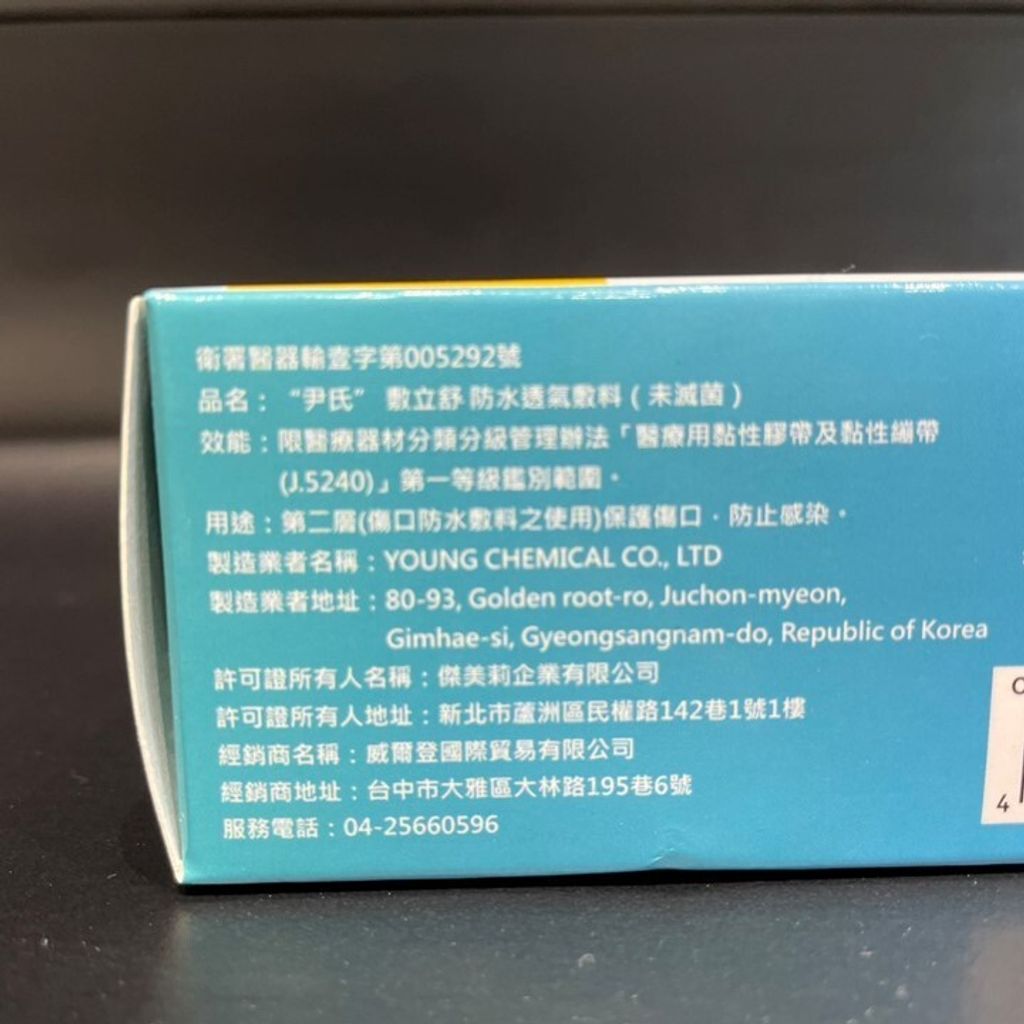 衛署醫器輸壹字第005292號
品名：“尹氏” 敷立舒 防水透氣敷料（未滅菌）
效能：限醫療器材分類分級管理辦法「醫療用黏性膠帶及黏性繃帶
(J.5240)」第一等級鑑別範圍。
用途：第二層(傷口防水敷料之使用)保護傷口，防止感染。
製造業者名稱：YOUNG CHEMICAL CO., LTD
製造業者地址：80-93, Golden root-ro, Juchon-myeon,
Gimhae-si, Gyeongsangnam-do, Republic of Korea
許可證所有人名稱：傑美莉企業有限公司
許可證所有人地址：新北市蘆洲區民權路142巷1號1樓
經銷商名稱：威爾登國際貿易有限公司
經銷商地址：台中市大雅區大林路195巷6號
服務電話：04-25660596
4